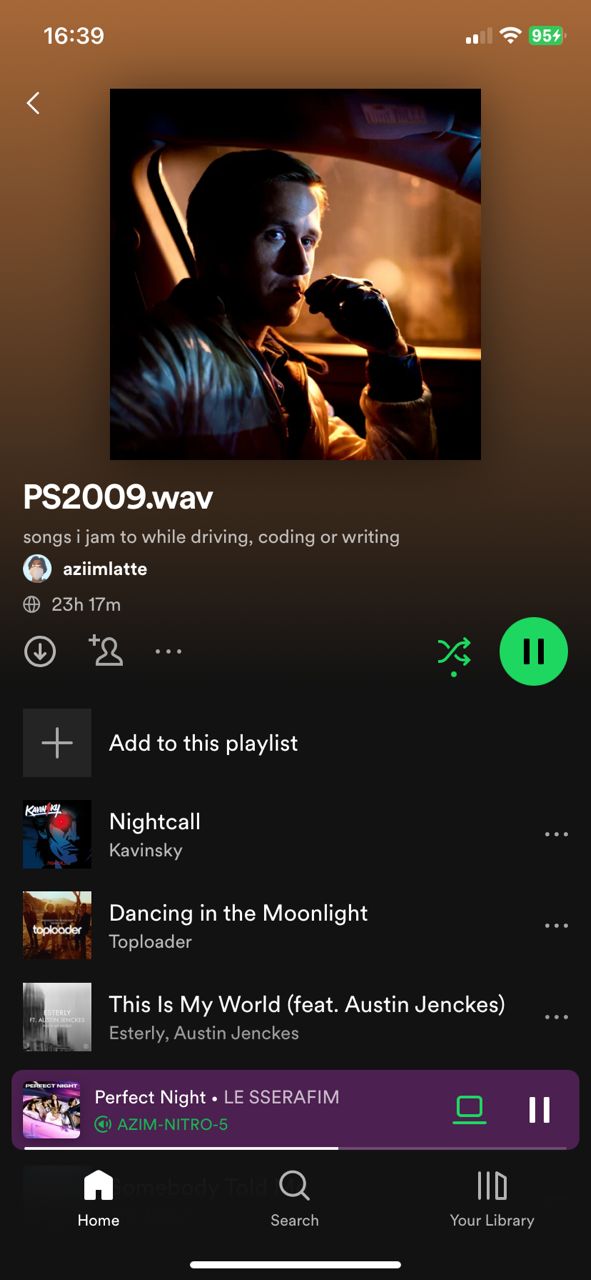 16:39
95
PS2009.wav
songs i jam to while driving, coding or writing
aziimlatte
23h 17m
Add to this playlist
KAVINSKY
Nightcall
Kavinsky
toploader
Dancing in the Moonlight
Toploader
ESTERLY
FT. AUSTIN JENCKES
This Is My World (feat. Austin Jenckes)
Esterly, Austin Jenckes
PERFECT NIGHT
Perfect Night • LE SSERAFIM
AZIM-NITRO-5
Somebody Told
Home
Search
Your Library